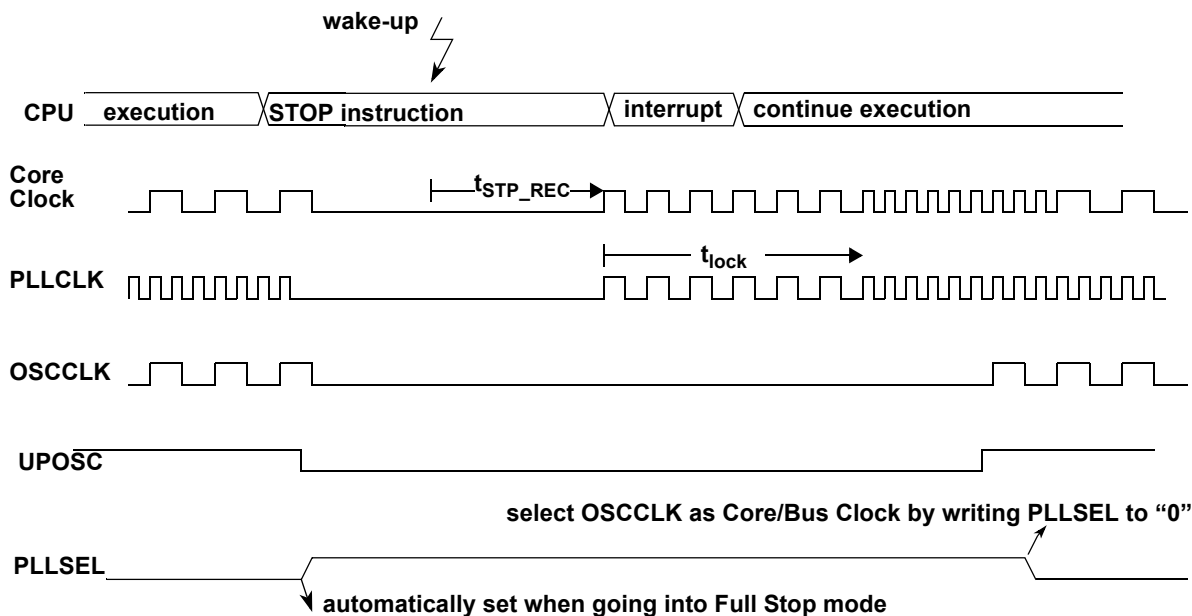 wake-up
CPU execution STOP instruction interrupt continue execution
Core
Clock
tSTP_REC
tlock
PLLCLK
OSCCLK
UPOSC
select OSCCLK as Core/Bus Clock by writing PLLSEL to “0”
PLLSEL
automatically set when going into Full Stop mode